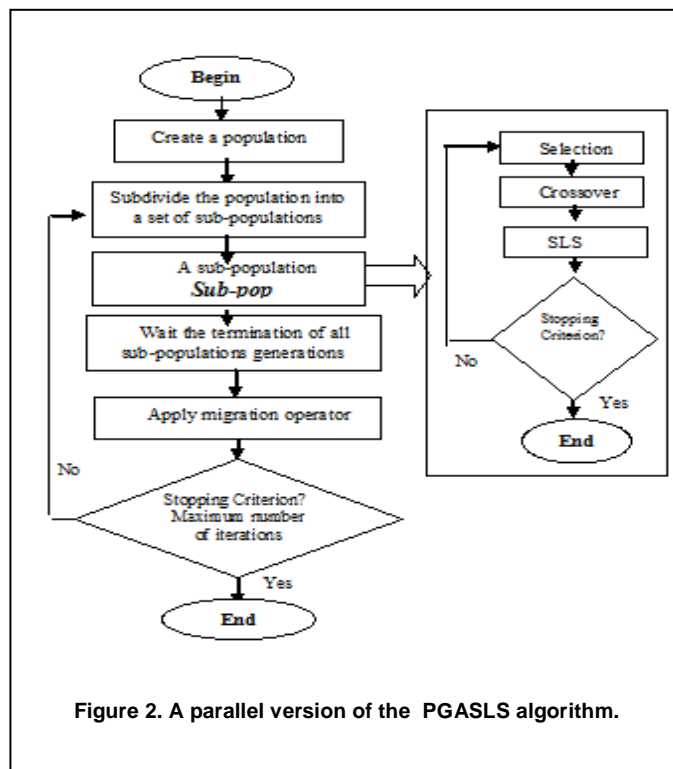 Begin
Create a population
Subdivide the population into
a set of sub-populations
A sub-population
Sub-pop
Wait the termination of all
sub-populations generations
Apply migration operator
No
Stopping Criterion?
Maximum number
of iterations
Yes
End
Selection
Crossover
SLS
Stopping
Criterion?
No
Yes
End
Figure 2. A parallel version of the PGASLS algorithm.